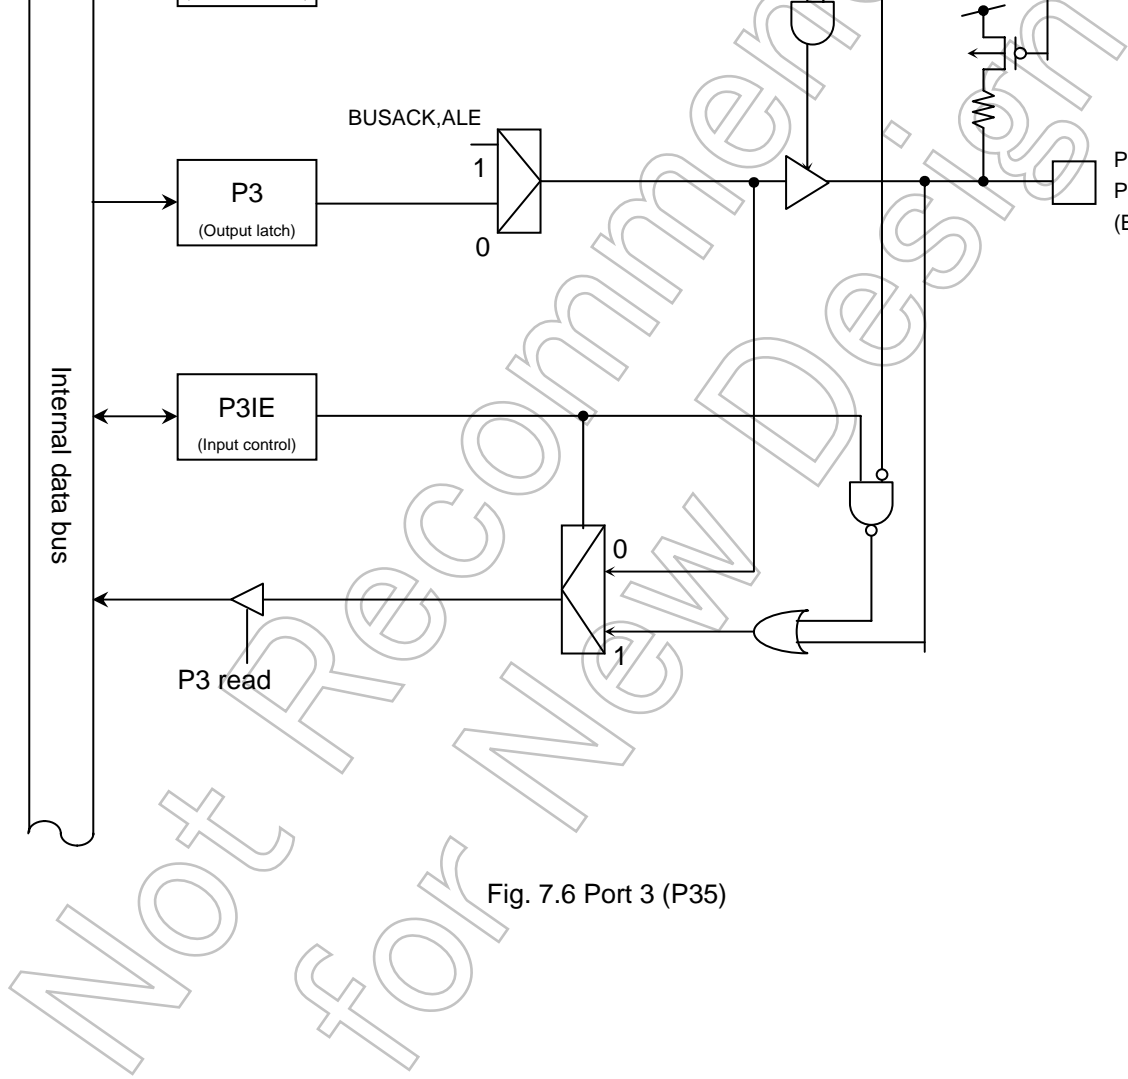 BUSACK,ALE
1
P3
(Output latch)
0
P
P
(E
P3IE
(Input control)
Internal data bus
0
1
P3 read
Fig. 7.6 Port 3 (P35)
Not Recommen
for New Design